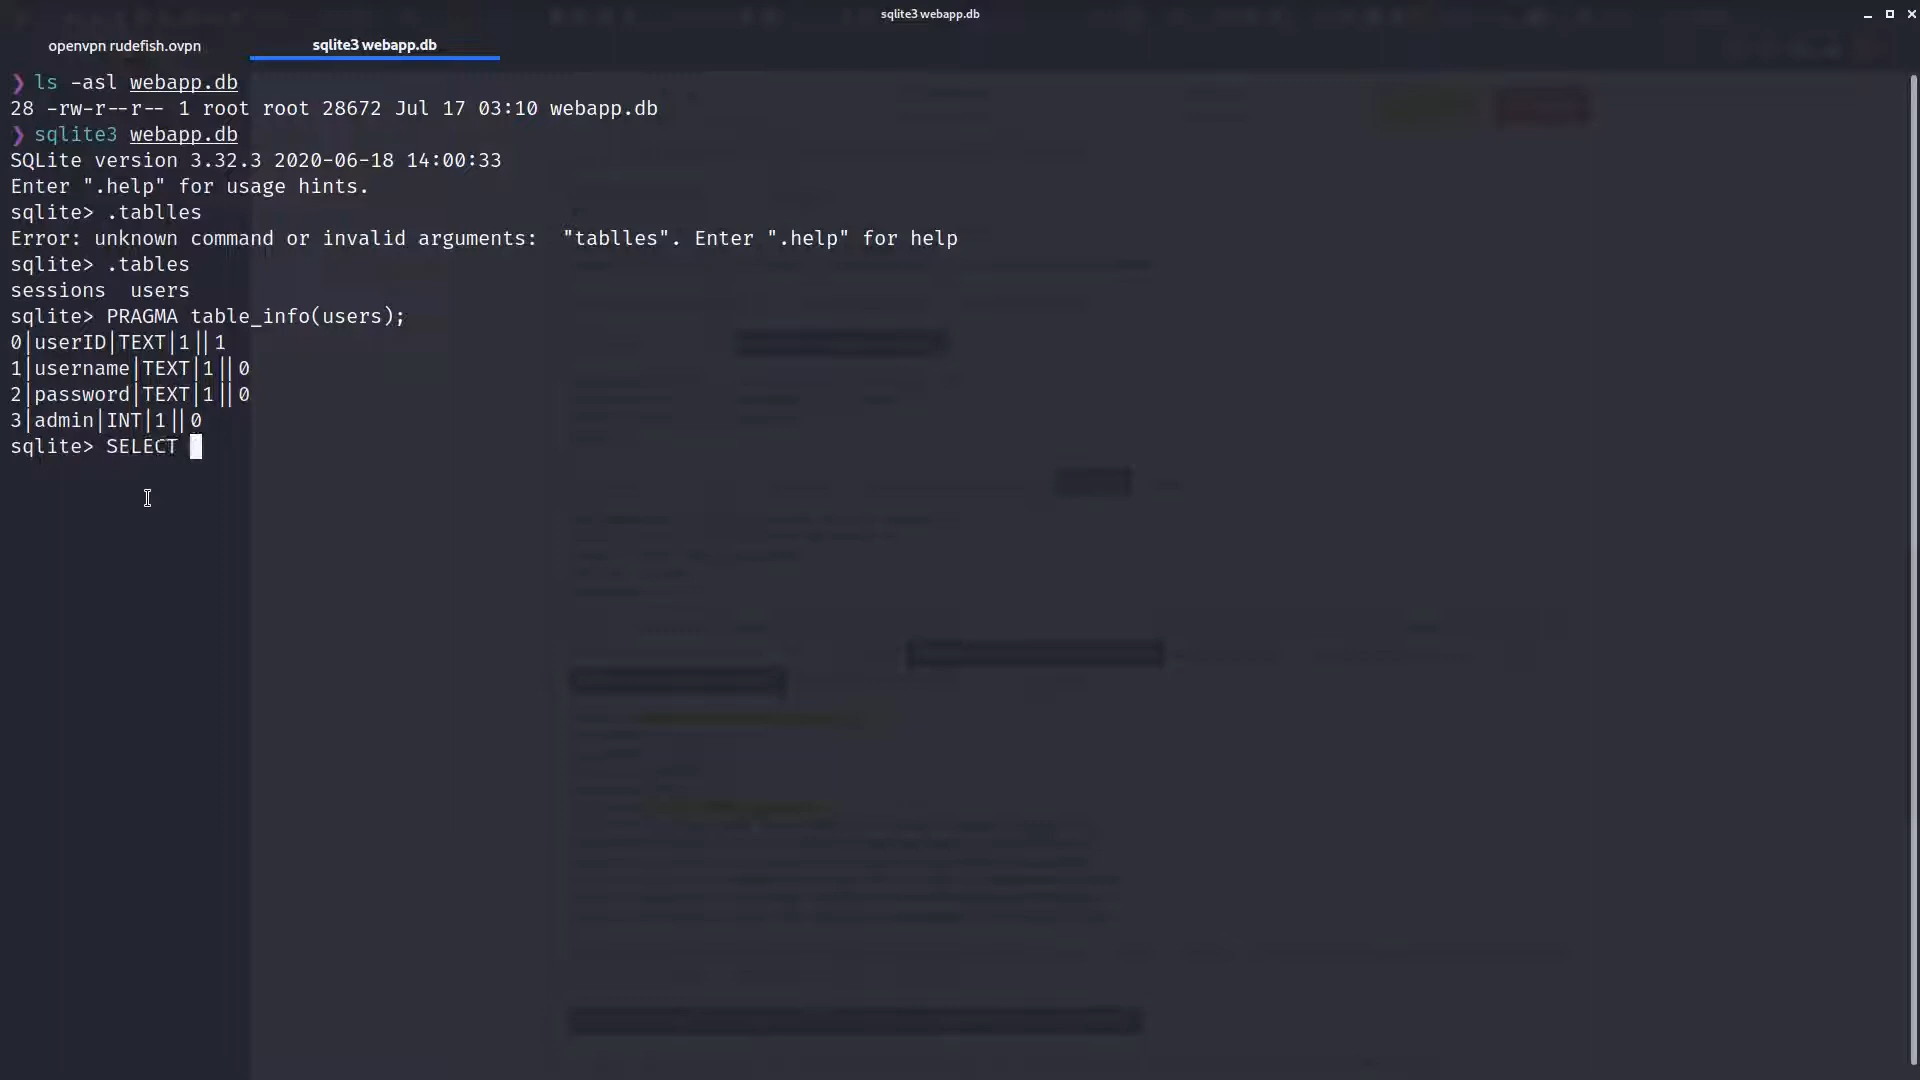 sqlite3 webapp.db
openvpn rudefish.ovpn
sqlite3 webapp.db
❯ ls -asl webapp.db
28 -rw-r--r-- 1 root root 28672 Jul 17 03:10 webapp.db
❯ sqlite3 webapp.db
SQLite version 3.32.3 2020-06-18 14:00:33
Enter ".help" for usage hints.
sqlite> .tablles
Error: unknown command or invalid arguments:  "tablles". Enter ".help" for help
sqlite> .tables
sessions  users
sqlite> PRAGMA table_info(users);
0|userID|TEXT|1||1
1|username|TEXT|1||0
2|password|TEXT|1||0
3|admin|INT|1||0
sqlite> SELECT